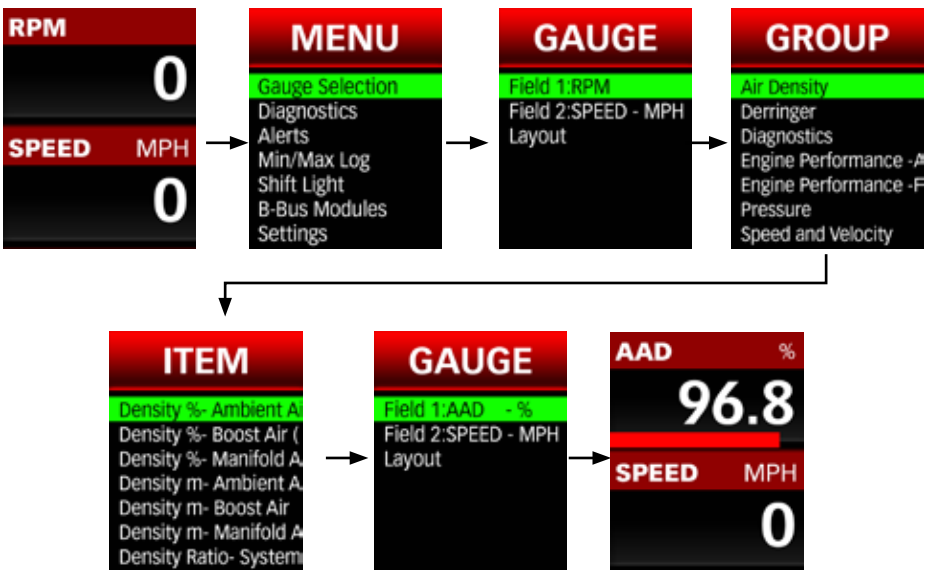 RPM
0
SPEED MPH
0
MENU
Gauge Selection
Diagnostics
Alerts
Min/Max Log
Shift Light
B-Bus Modules
Settings
GAUGE
Field 1:RPM
Field 2:SPEED - MPH
Layout
GROUP
Air Density
Derringer
Diagnostics
Engine Performance -A
Engine Performance -F
Pressure
Speed and Velocity
ITEM
Density %- Ambient Ai
Density %- Boost Air (
Density %- Manifold A
Density m- Ambient A
Density m- Boost Air
Density m- Manifold A
Density Ratio- System
GAUGE
Field 1:AAD - %
Field 2:SPEED - MPH
Layout
AAD %
96.8
SPEED MPH
0